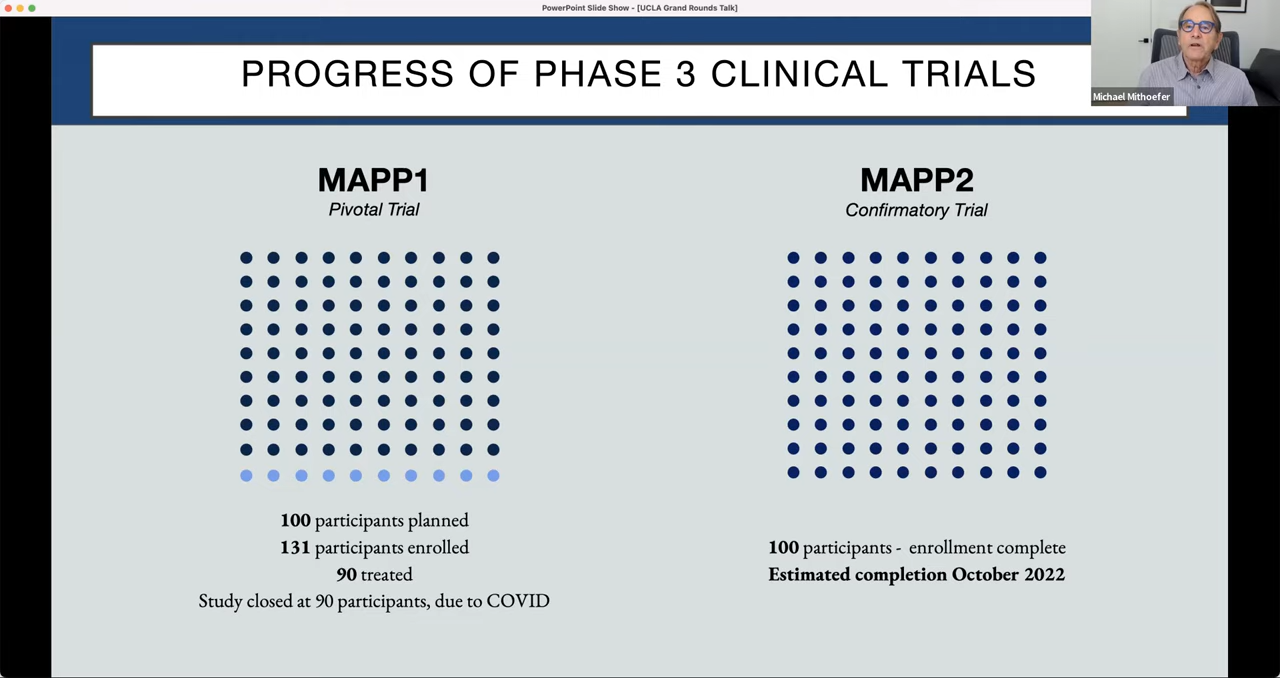 PowerPoint Slide Show - [UCLA Grand Rounds Talk]
PROGRESS OF PHASE 3 CLINICAL TRIALS
Michael Mithoefer
MAPP1
Pivotal Trial
100 participants planned
131 participants enrolled
90 treated
Study closed at 90 participants, due to COVID
MAPP2
Confirmatory Trial
100 participants - enrollment complete
Estimated completion October 2022